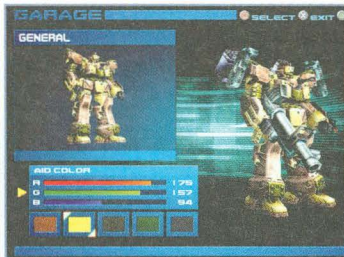 GARAGE
SELECT EXIT
GENERAL
AID COLOR
R 175
G 157
B 94